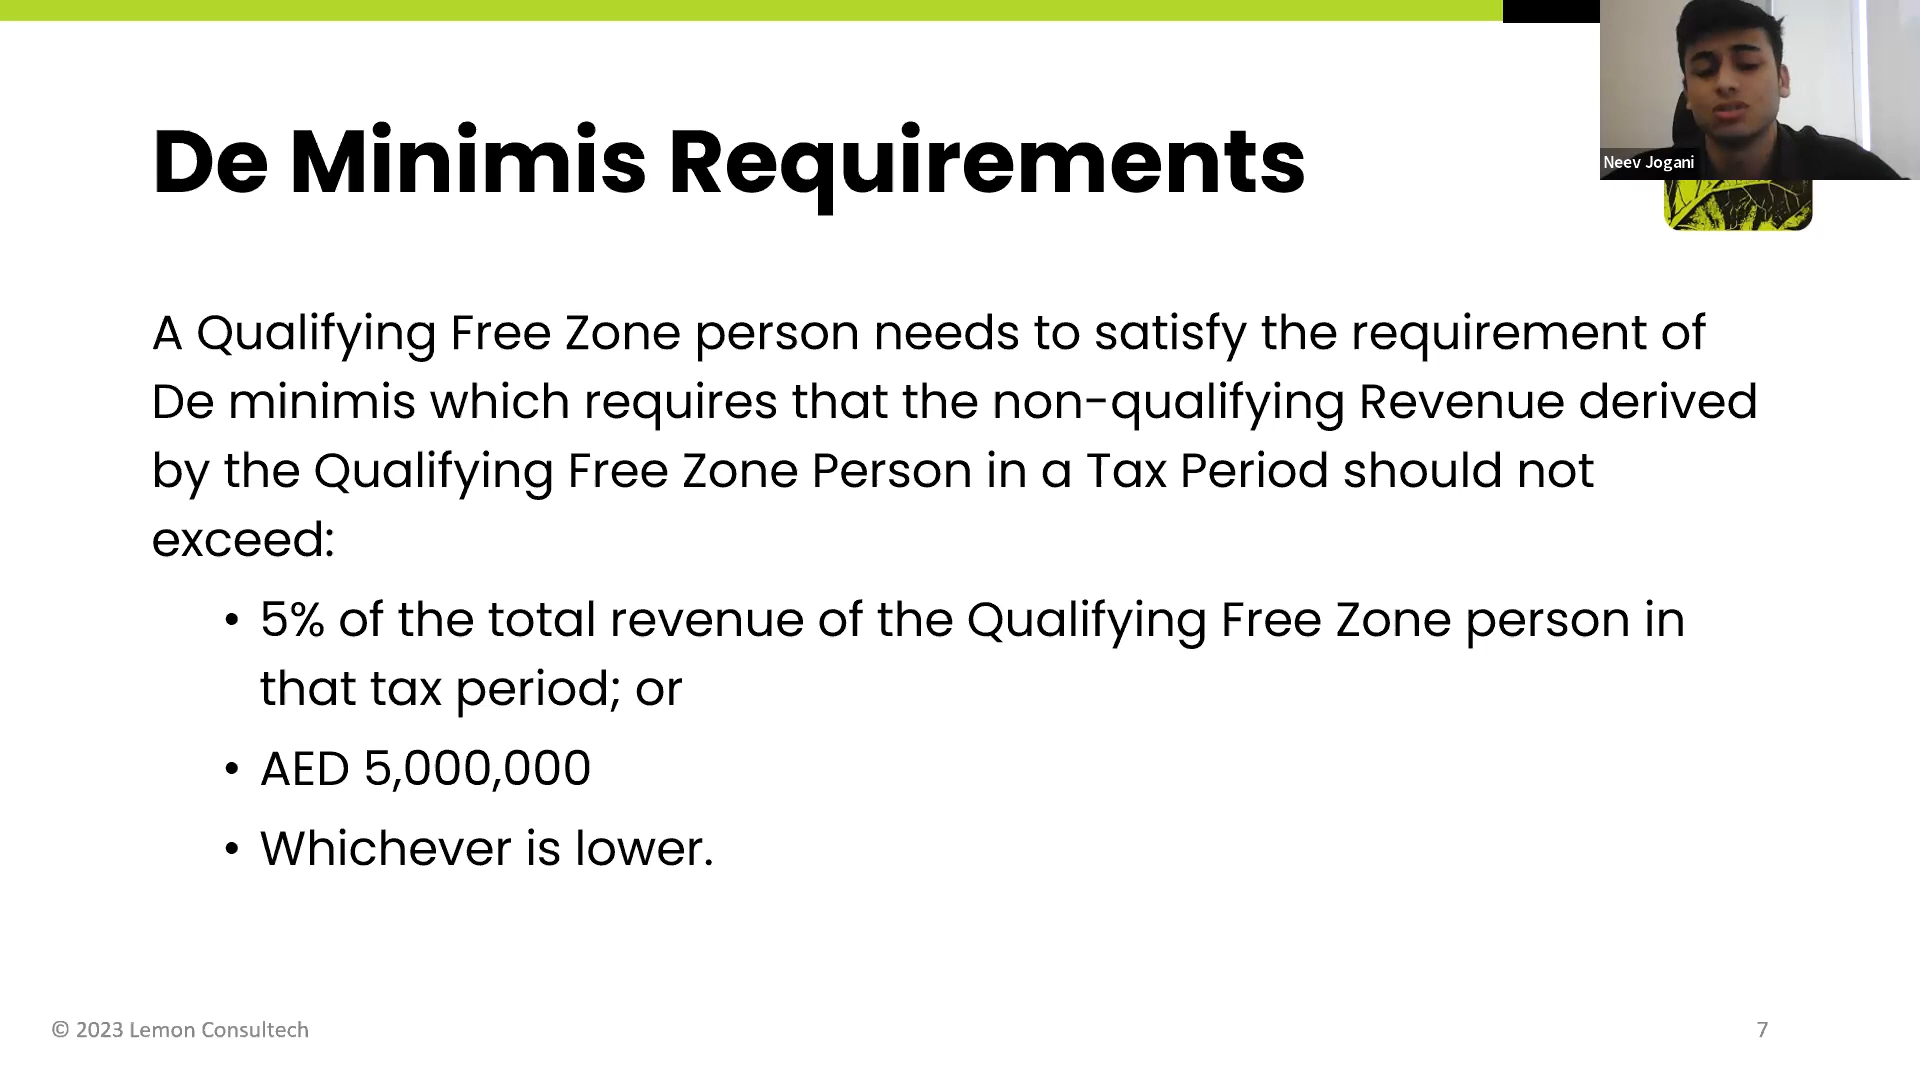 De Minimis Requirements
Neev Jogani
A Qualifying Free Zone person needs to satisfy the requirement of
De minimis which requires that the non-qualifying Revenue derived
by the Qualifying Free Zone Person in a Tax Period should not
exceed:
• 5% of the total revenue of the Qualifying Free Zone person in
that tax period; or
• AED 5,000,000
• Whichever is lower.
© 2023 Lemon Consultech
7